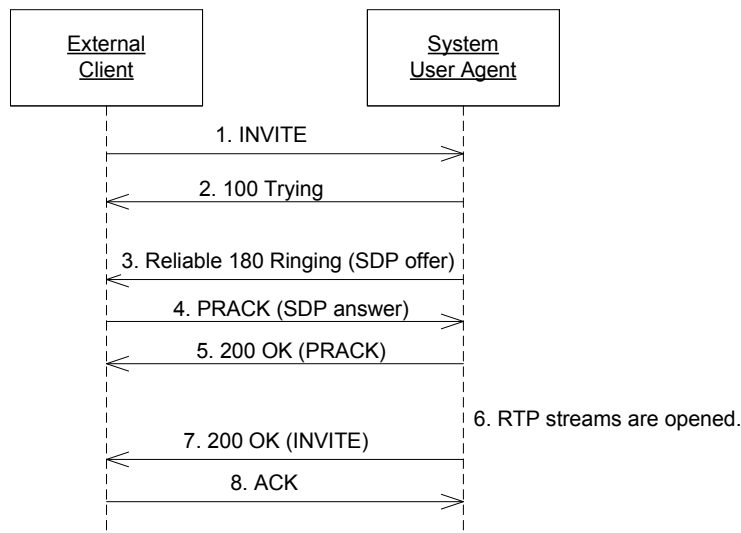 External
Client
System
User Agent
1. INVITE
2. 100 Trying
3. Reliable 180 Ringing (SDP offer)
4. PRACK (SDP answer)
5. 200 OK (PRACK)
6. RTP streams are opened.
7. 200 OK (INVITE)
8. ACK